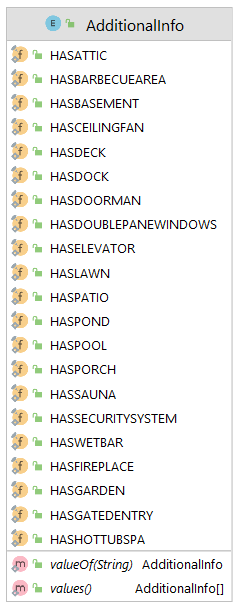 E AdditionalInfo
f HASATTIC
f HASBARBECUEAREA
f HASBASEMENT
f HASCEILINGFAN
f HASDECK
f HASDOCK
f HASDOORMAN
f HASDOUBLEPANEWINDOWS
f HASELEVATOR
f HASLAWN
f HASPATIO
f HASPOND
f HASPOOL
f HASPORCH
f HASSAUNA
f HASSECURITYSYSTEM
f HASWETBAR
f HASFIREPLACE
f HASGARDEN
f HASGATEDENTRY
f HASHOTTUBSPA
m valueOf(String) AdditionalInfo
m values() AdditionalInfo[]